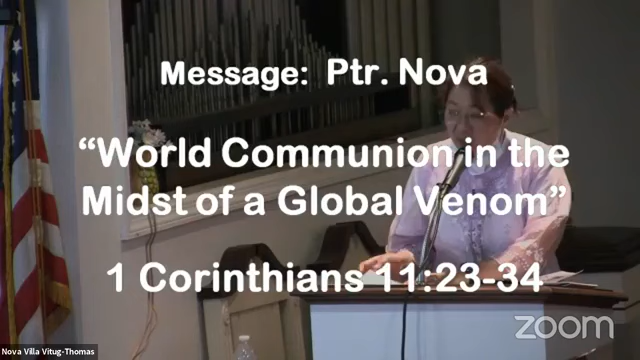 Message: Ptr. Nova
“World Communion in the
Midst of a Global Venom”
1 Corinthians 11:23-34
zoom
Nova Villa Vitug-Thomas